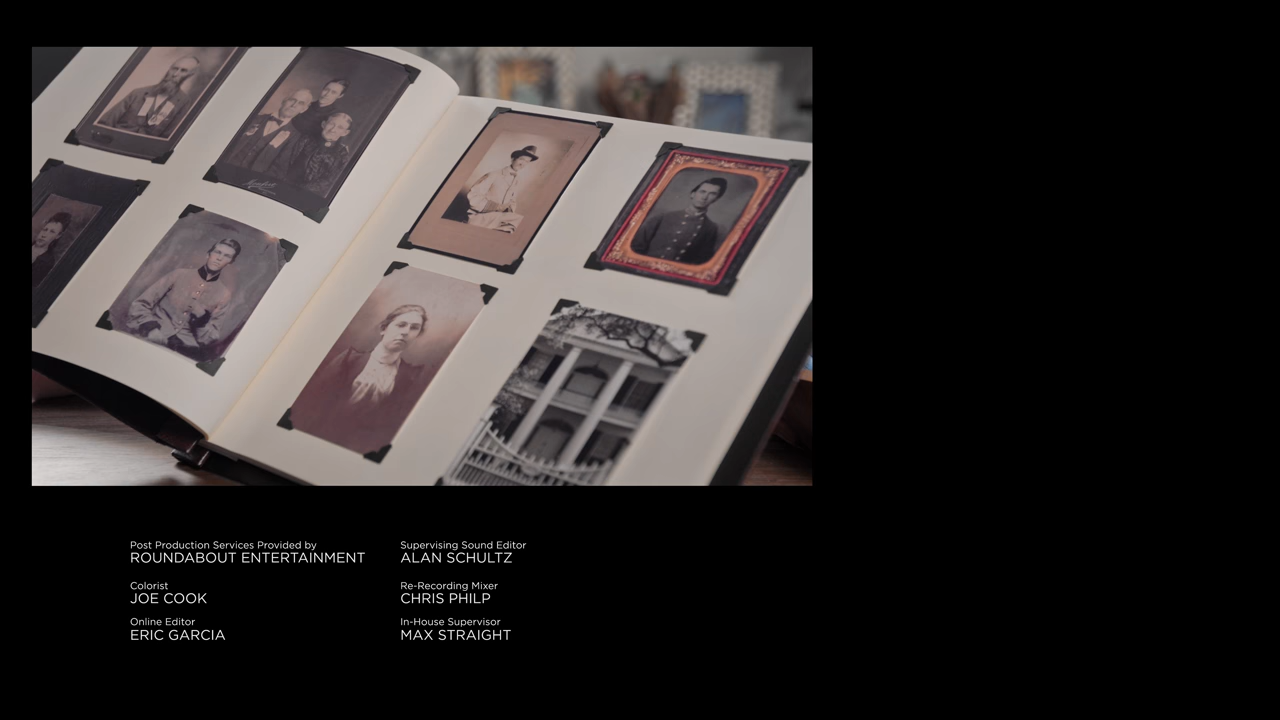 Post Production Services Provided by
ROUNDABOUT ENTERTAINMENT
Colorist
JOE COOK
Online Editor
ERIC GARCIA
Supervising Sound Editor
ALAN SCHULTZ
Re-Recording Mixer
CHRIS PHILP
In-House Supervisor
MAX STRAIGHT